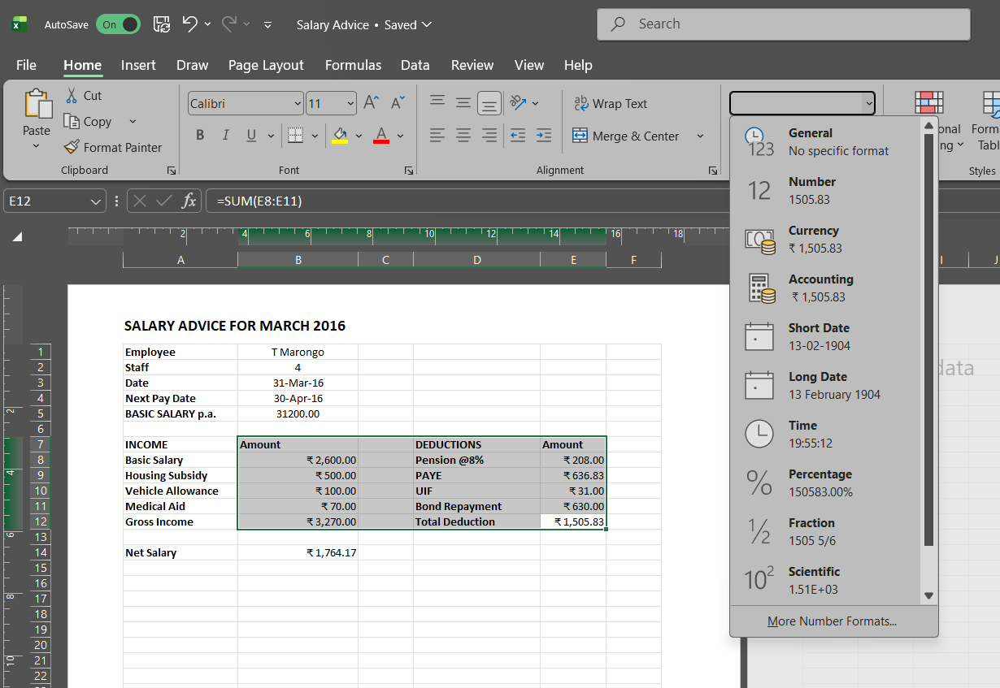 AutoSave On Salary Advice • Saved Search
File Home Insert Draw Page Layout Formulas Data Review View Help
Paste
Cut
Copy
Format Painter
Clipboard
Calibri 11
B I U A
Font
ab Wrap Text
Merge & Center
Alignment
onal
ng
Form
Tabl
Styles
E12 fx =SUM(E8:E11)
2 4 6 8 10 12 14 16 18
A B C D E F I J
SALARY ADVICE FOR MARCH 2016
1 Employee T Marongo
2 Staff 4
3 Date 31-Mar-16
4 Next Pay Date 30-Apr-16
5 BASIC SALARY p.a. 31200.00
6
7 INCOME Amount DEDUCTIONS Amount
8 Basic Salary ₹ 2,600.00 Pension @8% ₹ 208.00
9 Housing Subsidy ₹ 500.00 PAYE ₹ 636.83
10 Vehicle Allowance ₹ 100.00 UIF ₹ 31.00
11 Medical Aid ₹ 70.00 Bond Repayment ₹ 630.00
12 Gross Income ₹ 3,270.00 Total Deduction ₹ 1,505.83
13
14 Net Salary ₹ 1,764.17
15
16
17
18
19
20
21
22
2
4
6
8
10
123 General
No specific format
12 Number
1505.83
Currency
₹ 1,505.83
Accounting
₹ 1,505.83
Short Date
13-02-1904
Long Date
13 February 1904
Time
19:55:12
% Percentage
150583.00%
½ Fraction
1505 5/6
10² Scientific
1.51E+03
More Number Formats...
data